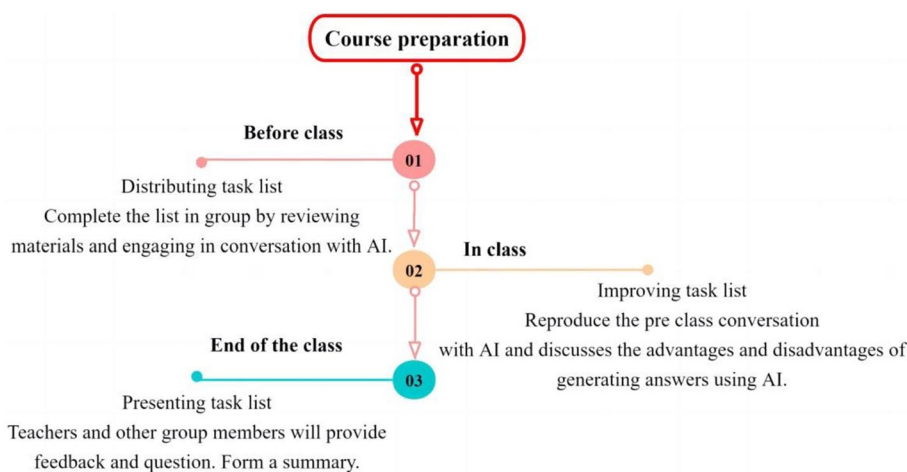 Course preparation
Before class
01
Distributing task list
Complete the list in group by reviewing
materials and engaging in conversation with AI.
In class
02
Improving task list
Reproduce the pre class conversation
with AI and discusses the advantages and disadvantages of
generating answers using AI.
End of the class
03
Presenting task list
Teachers and other group members will provide
feedback and question. Form a summary.